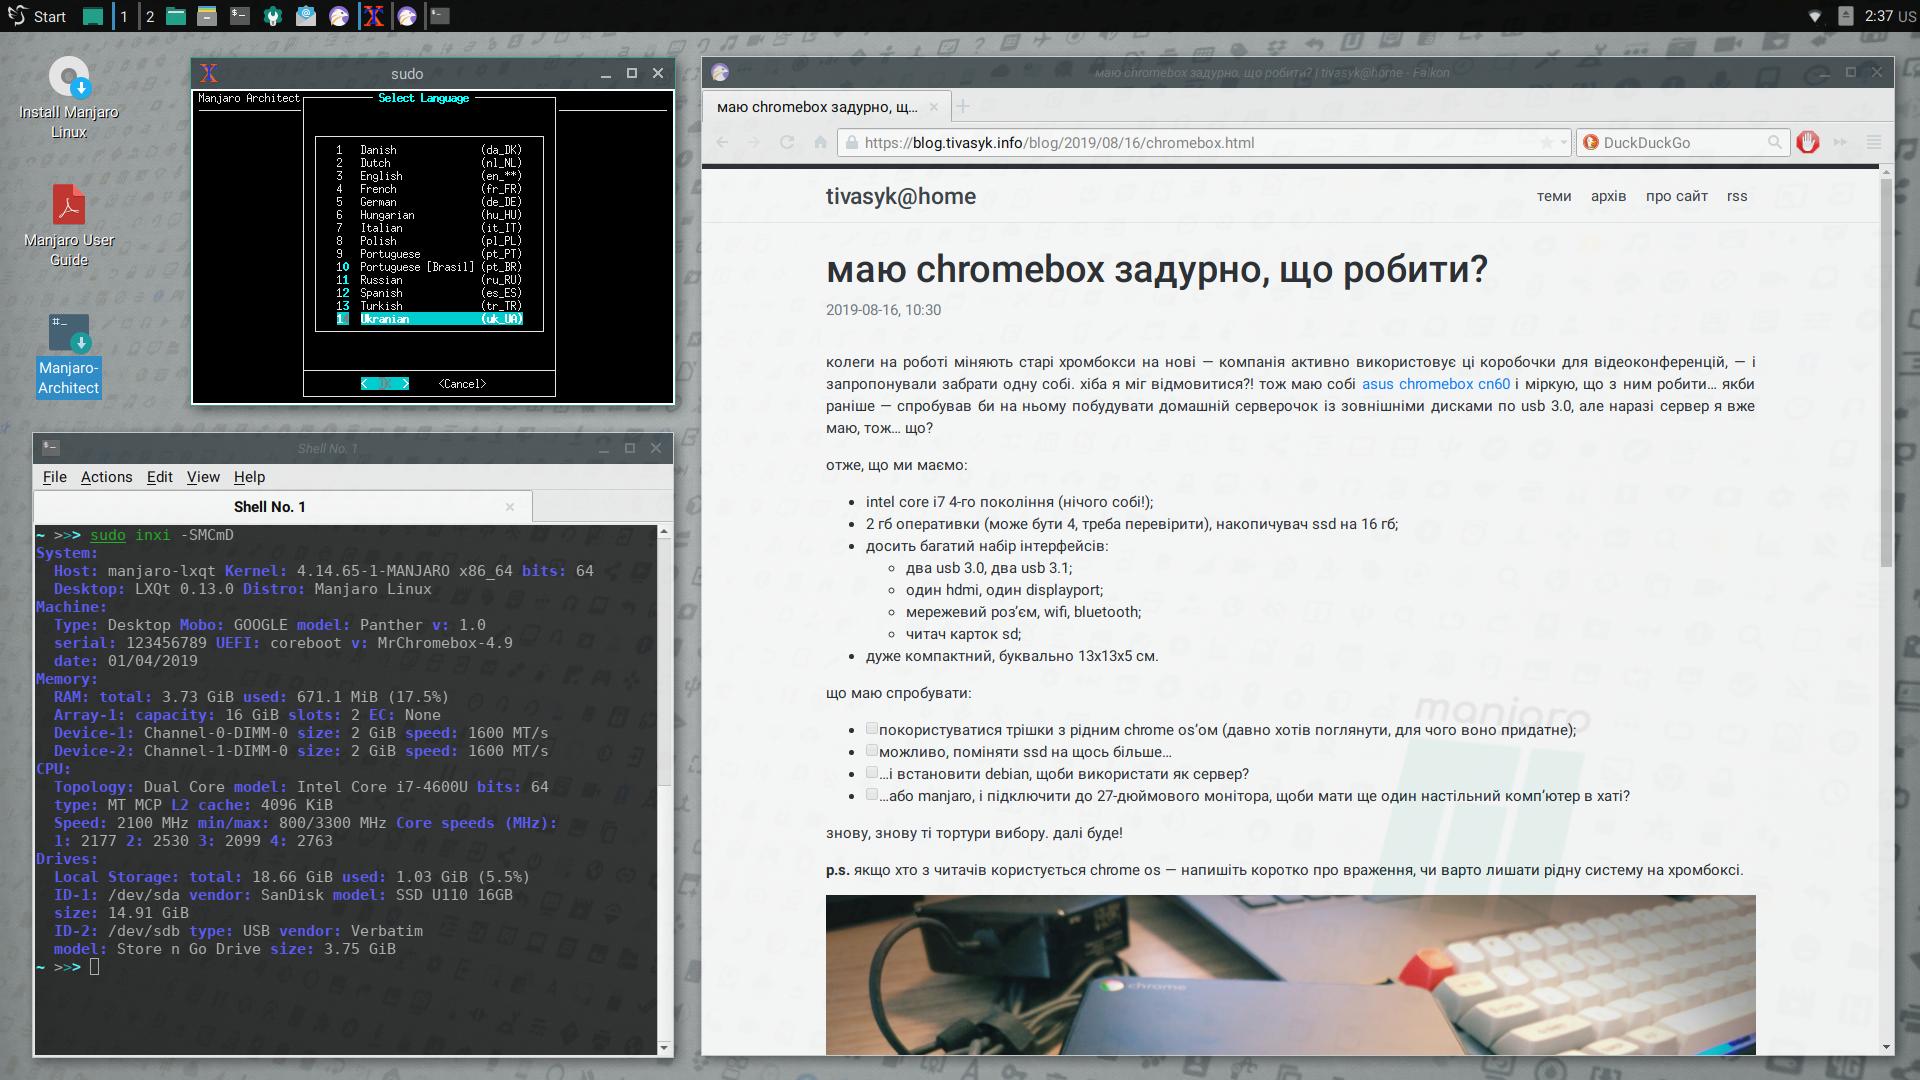 Start
1
2
2:37 US
Install Manjaro
Linux
Manjaro User
Guide
Manjaro-
Architect
sudo
Manjaro Architect
Select Language
1 Danish (da_DK)
2 Dutch (nl_NL)
3 English (en_**)
4 French (fr_FR)
5 German (de_DE)
6 Hungarian (hu_HU)
7 Italian (it_IT)
8 Polish (pl_PL)
9 Portuguese (pt_PT)
10 Portuguese [Brasil] (pt_BR)
11 Russian (ru_RU)
12 Spanish (es_ES)
13 Turkish (tr_TR)
1 Ukranian (uk_UA)
< OK > <Cancel>
Shell No. 1
File Actions Edit View Help
Shell No. 1
~ >>> sudo inxi -SMCmD
System:
Host: manjaro-lxqt Kernel: 4.14.65-1-MANJARO x86_64 bits: 64
Desktop: LXQt 0.13.0 Distro: Manjaro Linux
Machine:
Type: Desktop Mobo: GOOGLE model: Panther v: 1.0
serial: 123456789 UEFI: coreboot v: MrChromebox-4.9
date: 01/04/2019
Memory:
RAM: total: 3.73 GiB used: 671.1 MiB (17.5%)
Array-1: capacity: 16 GiB slots: 2 EC: None
Device-1: Channel-0-DIMM-0 size: 2 GiB speed: 1600 MT/s
Device-2: Channel-1-DIMM-0 size: 2 GiB speed: 1600 MT/s
CPU:
Topology: Dual Core model: Intel Core i7-4600U bits: 64
type: MT MCP L2 cache: 4096 KiB
Speed: 2100 MHz min/max: 800/3300 MHz Core speeds (MHz):
1: 2177 2: 2530 3: 2099 4: 2763
Drives:
Local Storage: total: 18.66 GiB used: 1.03 GiB (5.5%)
ID-1: /dev/sda vendor: SanDisk model: SSD U110 16GB
size: 14.91 GiB
ID-2: /dev/sdb type: USB vendor: Verbatim
model: Store n Go Drive size: 3.75 GiB
~ >>>
маю chromebox задурно, що робити? | tivasyk@home - Falkon
маю chromebox задурно, щ...
https://blog.tivasyk.info/blog/2019/08/16/chromebox.html
DuckDuckGo
tivasyk@home
теми архів про сайт rss
маю chromebox задурно, що робити?
2019-08-16, 10:30
колеги на роботі міняють старі хромбокси на нові — компанія активно використовує ці коробочки для відеоконференцій, — і
запропонували забрати одну собі. хіба я міг відмовитися?! тож маю собі asus chromebox cn60 і міркую, що з ним робити… якби
раніше — спробував би на ньому побудувати домашній серверочок із зовнішніми дисками по usb 3.0, але наразі сервер я вже
маю, тож… що?
отже, що ми маємо:
intel core i7 4-го покоління (нічого собі!);
2 гб оперативки (може бути 4, треба перевірити), накопичувач ssd на 16 гб;
досить багатий набір інтерфейсів:
два usb 3.0, два usb 3.1;
один hdmi, один displayport;
мережевий роз’єм, wifi, bluetooth;
читач карток sd;
дуже компактний, буквально 13x13x5 см.
що маю спробувати:
покористуватися трішки з рідним chrome os’ом (давно хотів поглянути, для чого воно придатне);
можливо, поміняти ssd на щось більше…
…і встановити debian, щоби використати як сервер?
…або manjaro, і підключити до 27-дюймового монітора, щоби мати ще один настільний комп’ютер в хаті?
знову, знову ті тортури вибору. далі буде!
p.s. якщо хто з читачів користується chrome os — напишіть коротко про враження, чи варто лишати рідну систему на хромбоксі.
manjaro
chrome